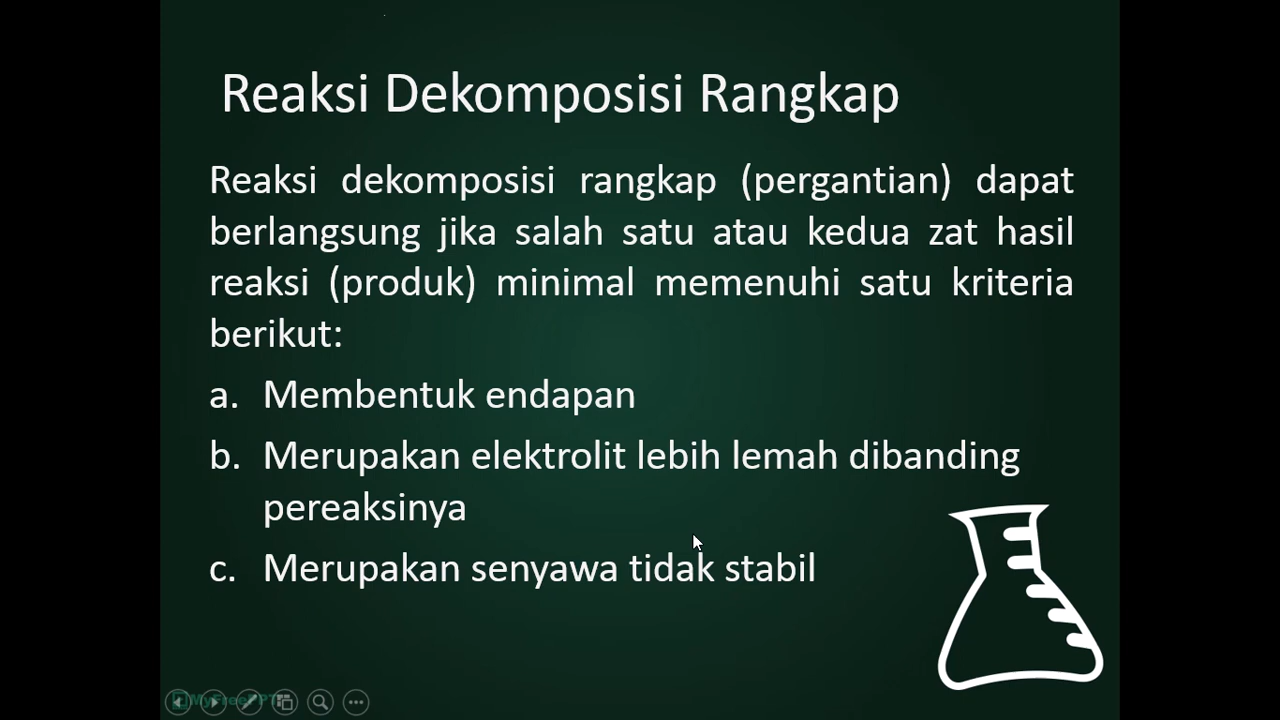 Reaksi Dekomposisi Rangkap
Reaksi dekomposisi rangkap (pergantian) dapat
berlangsung jika salah satu atau kedua zat hasil
reaksi (produk) minimal memenuhi satu kriteria
berikut:
a. Membentuk endapan
b. Merupakan elektrolit lebih lemah dibanding
pereaksinya
c. Merupakan senyawa tidak stabil